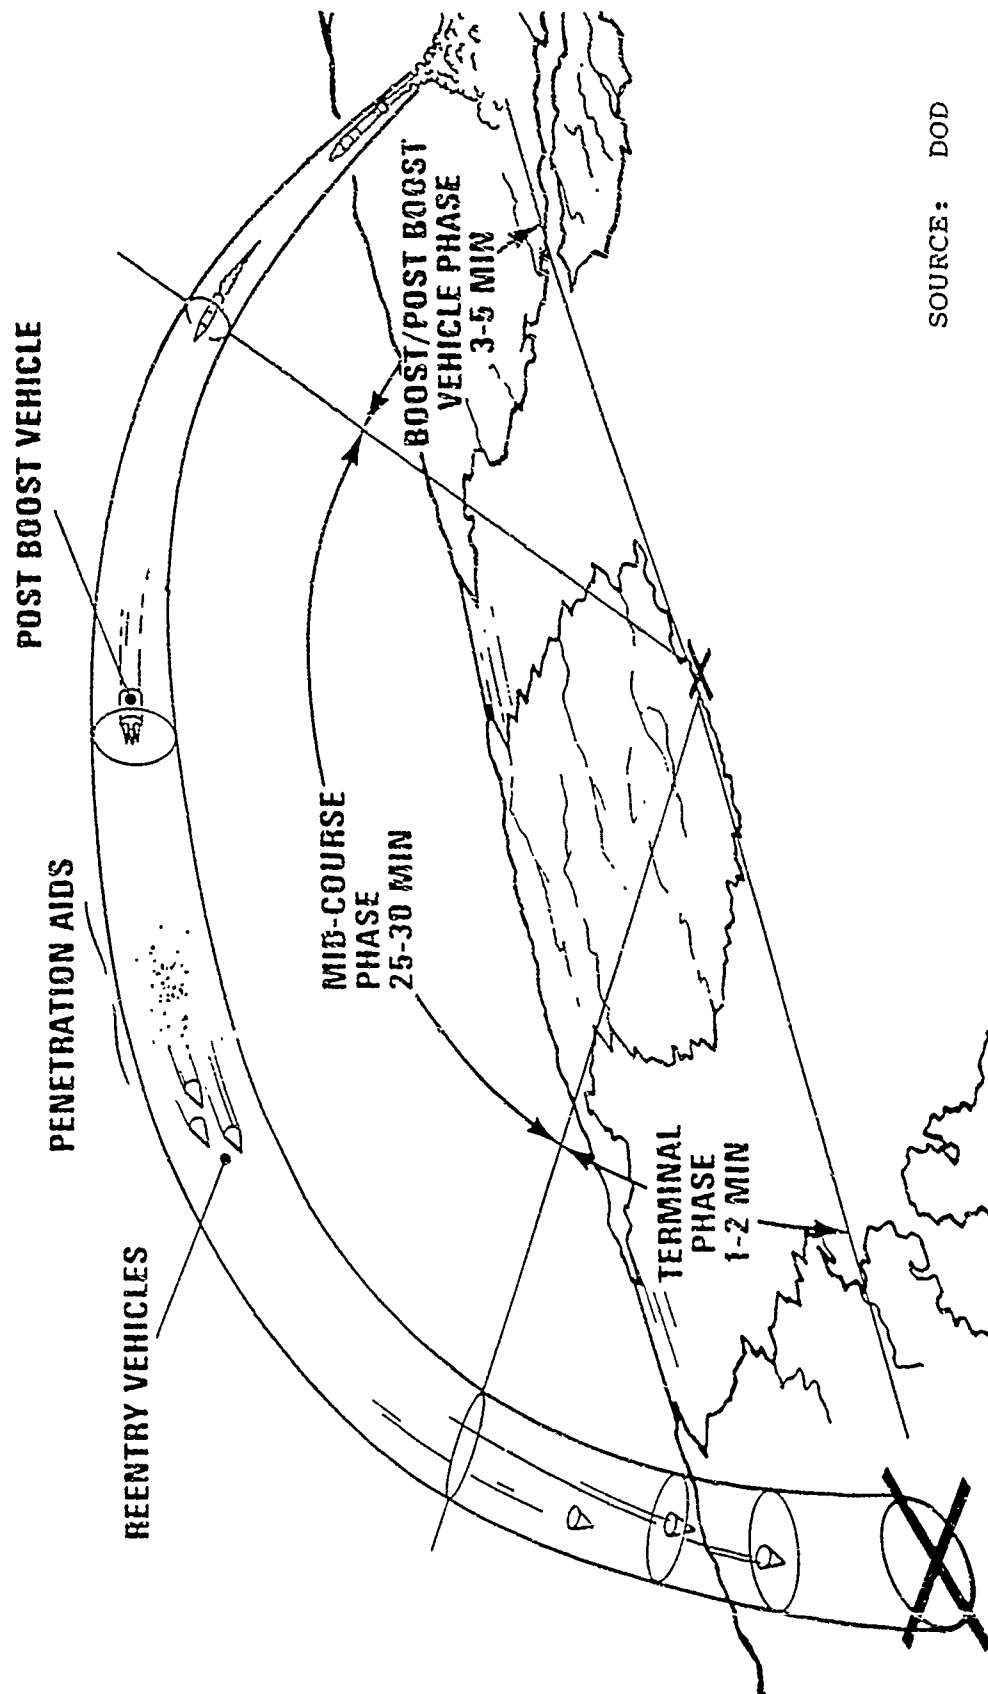 POST BOOST VEHICLE
PENETRATION AIDS
REENTRY VEHICLES
MID-COURSE
PHASE
25-30 MIN
BOOST/POST BOOST
VEHICLE PHASE
3-5 MIN
TERMINAL
PHASE
1-2 MIN
SOURCE: DOD